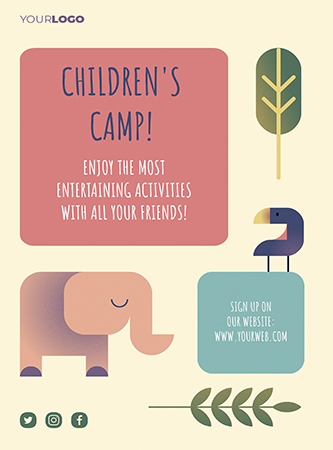 YOURLOGO
CHILDREN'S
CAMP!
ENJOY THE MOST
ENTERTAINING ACTIVITIES
WITH ALL YOUR FRIENDS!
SIGN UP ON
OUR WEBSITE:
WWW.YOURWEB.COM